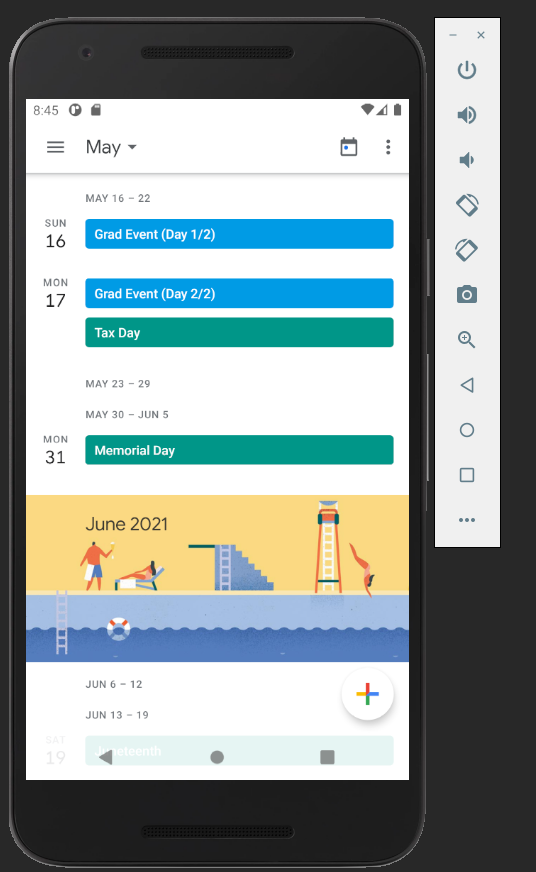 8:45
May
MAY 16 – 22
SUN
16
Grad Event (Day 1/2)
MON
17
Grad Event (Day 2/2)
Tax Day
MAY 23 – 29
MAY 30 – JUN 5
MON
31
Memorial Day
June 2021
JUN 6 – 12
JUN 13 – 19
SAT
19
Juneteenth